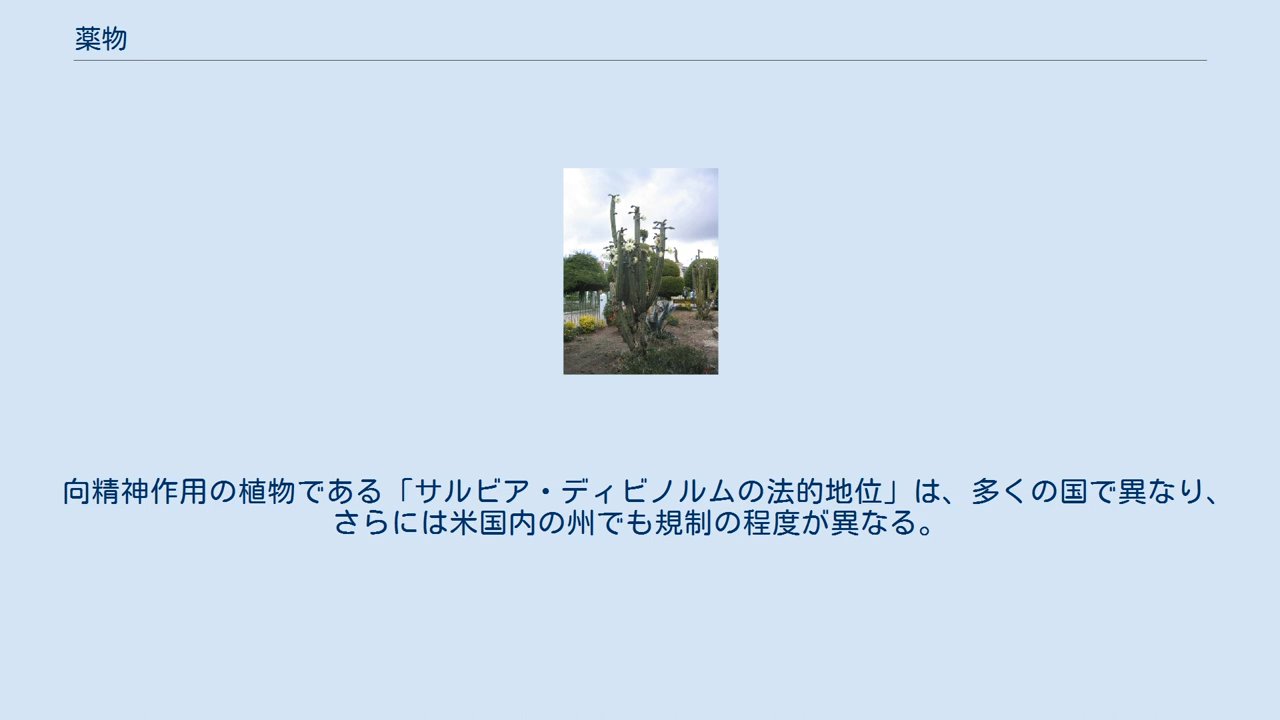 薬物
向精神作用の植物である「サルビア・ディビノルムの法的地位」は、多くの国で異なり、
さらには米国内の州でも規制の程度が異なる。